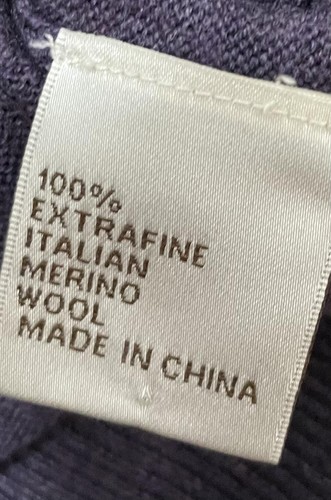 100%
EXTRAFINE
ITALIAN
MERINO
WOOL
MADE IN CHINA